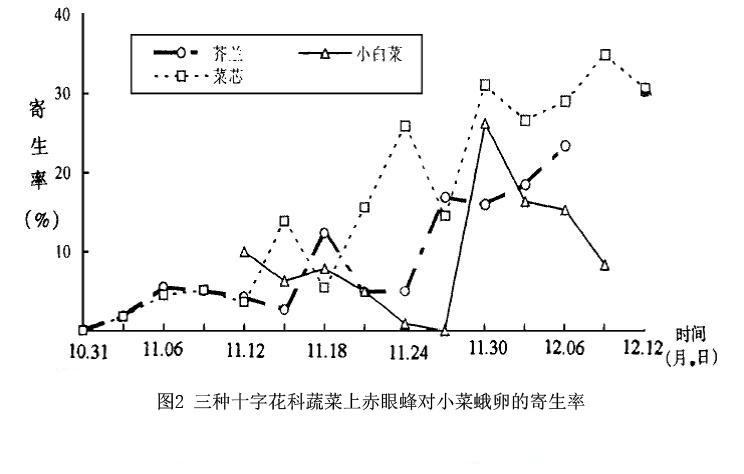 40
芥兰 小白菜
菜芯
30
寄生率(%)
20
10
10.31 11.06 11.12 11.18 11.24 11.30 12.06 12.12
时间
(月.日)
图2 三种十字花科蔬菜上赤眼蜂对小菜蛾卵的寄生率